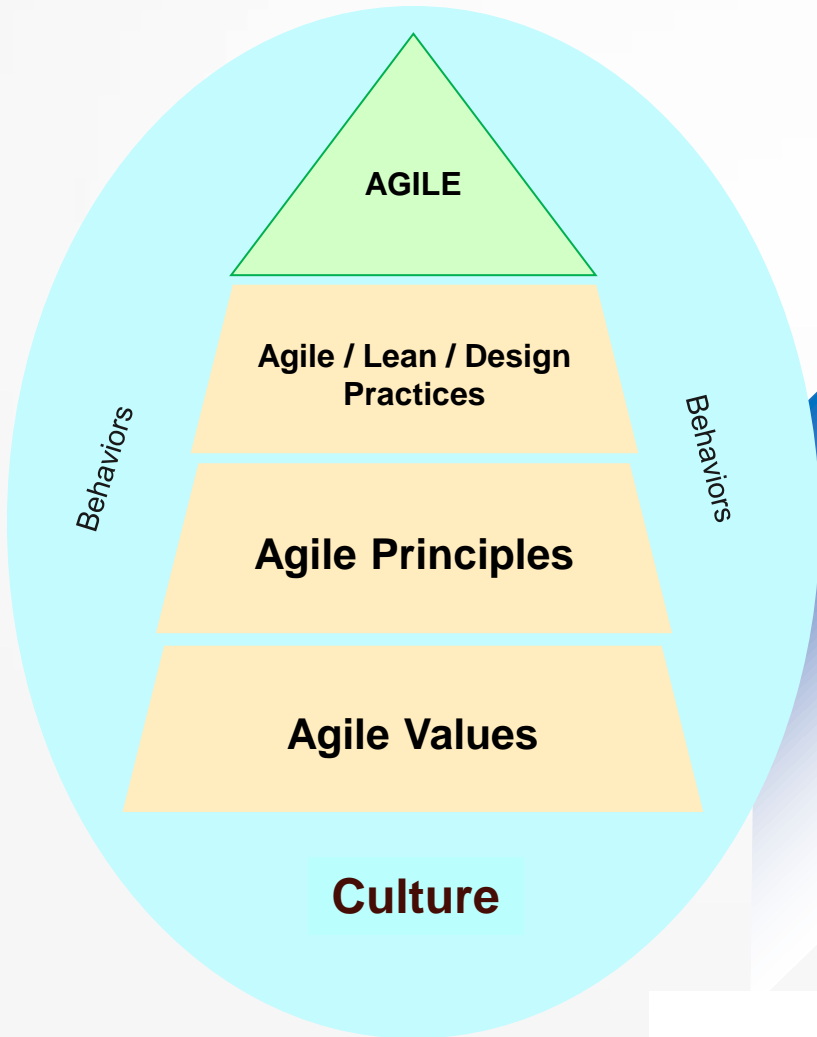 AGILE
Agile / Lean / Design
Practices
Behaviors
Behaviors
Agile Principles
Agile Values
Culture